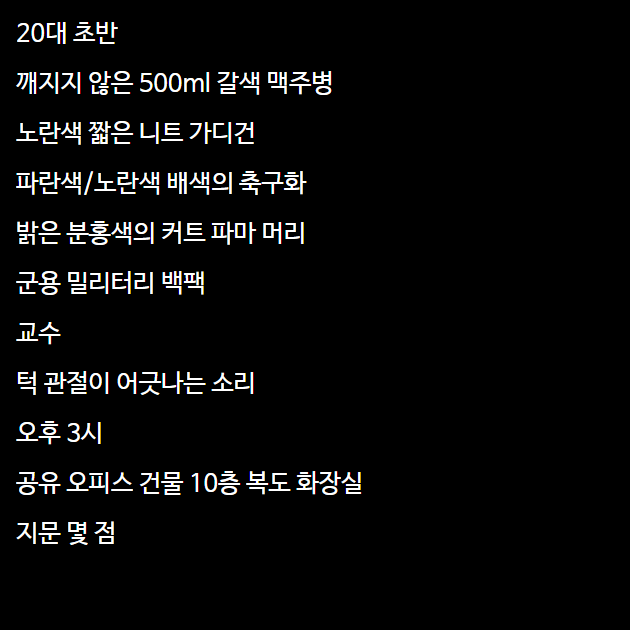 20대 초반
깨지지 않은 500ml 갈색 맥주병
노란색 짧은 니트 가디건
파란색/노란색 배색의 축구화
밝은 분홍색의 커트 파마 머리
군용 밀리터리 백팩
교수
턱 관절이 어긋나는 소리
오후 3시
공유 오피스 건물 10층 복도 화장실
지문 몇 점